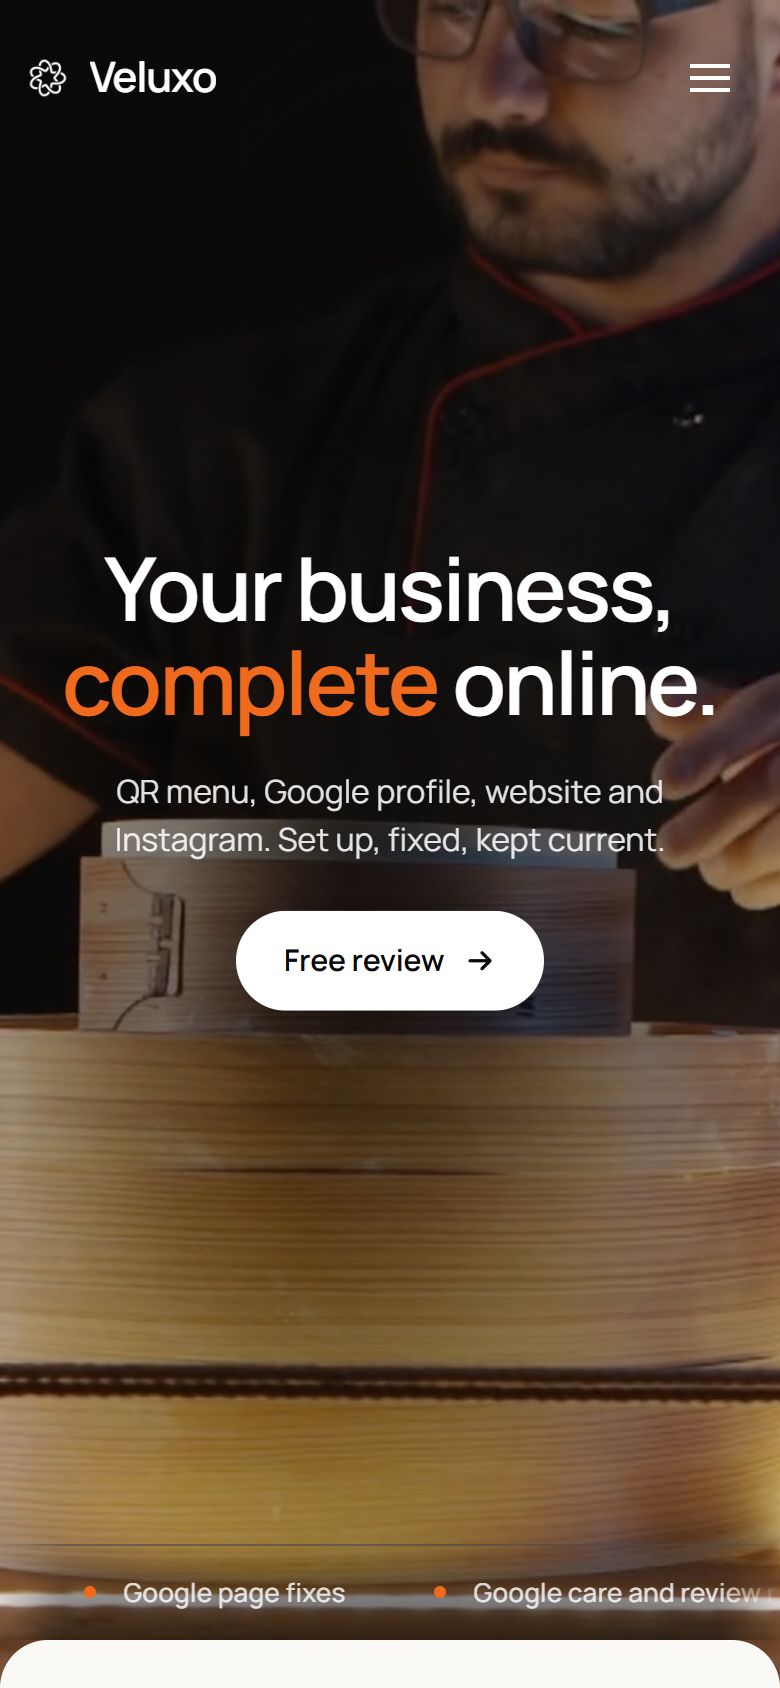 Veluxo
Your business,
complete online.
QR menu, Google profile, website and
Instagram. Set up, fixed, kept current.
Free review →
Google page fixes
Google care and review